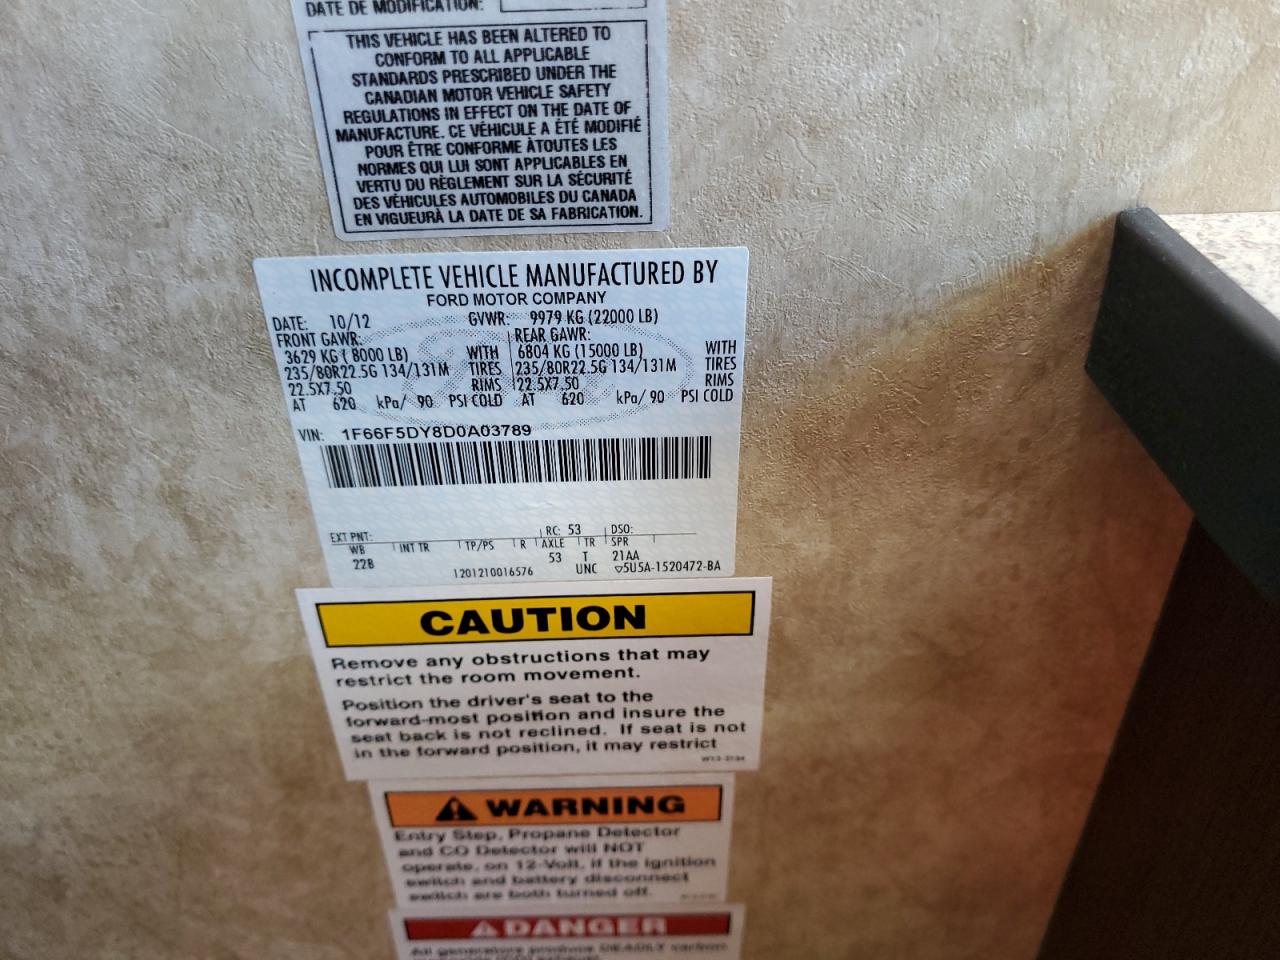 DATE DE MODIFICATION:
THIS VEHICLE HAS BEEN ALTERED TO
CONFORM TO ALL APPLICABLE
STANDARDS PRESCRIBED UNDER THE
CANADIAN MOTOR VEHICLE SAFETY
REGULATIONS IN EFFECT ON THE DATE OF
MANUFACTURE. CE VÉHICULE A ÉTÉ MODIFIÉ
POUR ÊTRE CONFORME ÀTOUTES LES
NORMES QUI LUI SONT APPLICABLES EN
VERTU DU RÈGLEMENT SUR LA SÉCURITÉ
DES VÉHICULES AUTOMOBILES DU CANADA
EN VIGUEURÀ LA DATE DE SA FABRICATION.
INCOMPLETE VEHICLE MANUFACTURED BY
FORD MOTOR COMPANY
DATE: 10/12 GVWR: 9979 KG (22000 LB)
FRONT GAWR: REAR GAWR:
3629 KG ( 8000 LB) WITH 6804 KG (15000 LB) WITH
235/80R22.5G 134/131M TIRES 235/80R22.5G 134/131M TIRES
22.5X7.50 RIMS 22.5X7.50 RIMS
AT 620 kPa/ 90 PSI COLD AT 620 kPa/ 90 PSI COLD
VIN: 1F66F5DY8D0A03789
EXT PNT: RC: 53 DSO:
WB INT TR TP/PS R AXLE TR SPR
22B 53 T 21AA
1201210016576 UNC ▽5U5A-1520472-BA
CAUTION
Remove any obstructions that may
restrict the room movement.
Position the driver's seat to the
forward-most position and insure the
seat back is not reclined. If seat is not
in the forward position, it may restrict
WARNING
Entry Step, Propane Detector
and CO Detector will NOT
operate, on 12-Volt, if the ignition
switch and battery disconnect
switch are both turned off.
DANGER
All generators produce DEADLY carbon